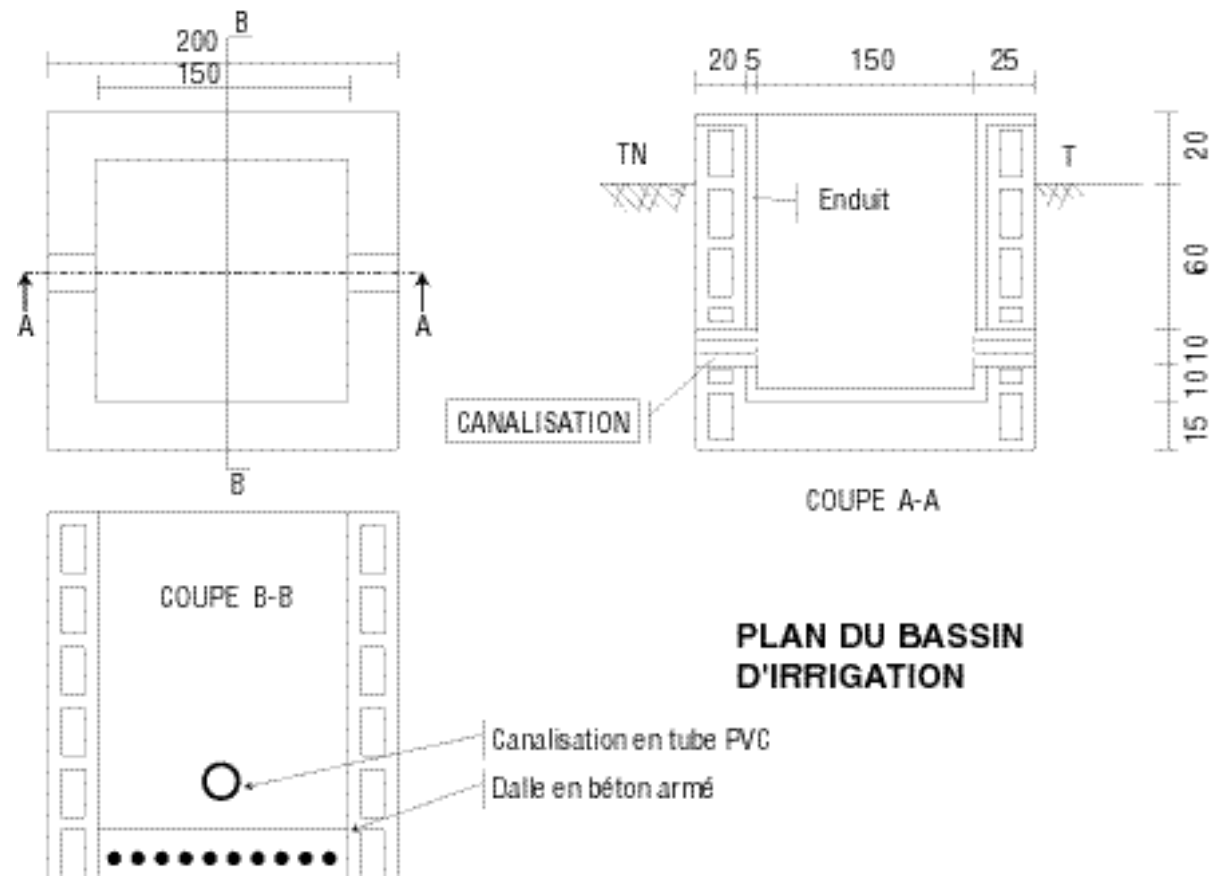 B
200
150
A
A
B
20 5 150 25
TN
T
Enduit
20
60
10
10
15
CANALISATION
COUPE A-A
COUPE B-B
PLAN DU BASSIN
D'IRRIGATION
Canalisation en tube PVC
Dalle en béton armé